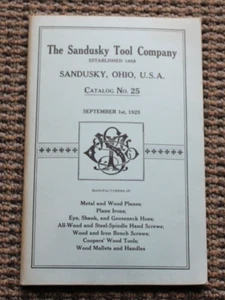 The Sandusky Tool Company
ESTABLISHED 1868
SANDUSKY, OHIO, U.S.A.
CATALOG No. 25
SEPTEMBER 1st, 1925
MANUFACTURERS OF
Metal and Wood Planes;
Plane Irons;
Eye, Shank, and Gooseneck Hoes;
All-Wood and Steel-Spindle Hand Screws;
Wood and Iron Bench Screws;
Coopers' Wood Tools;
Wood Mallets and Handles